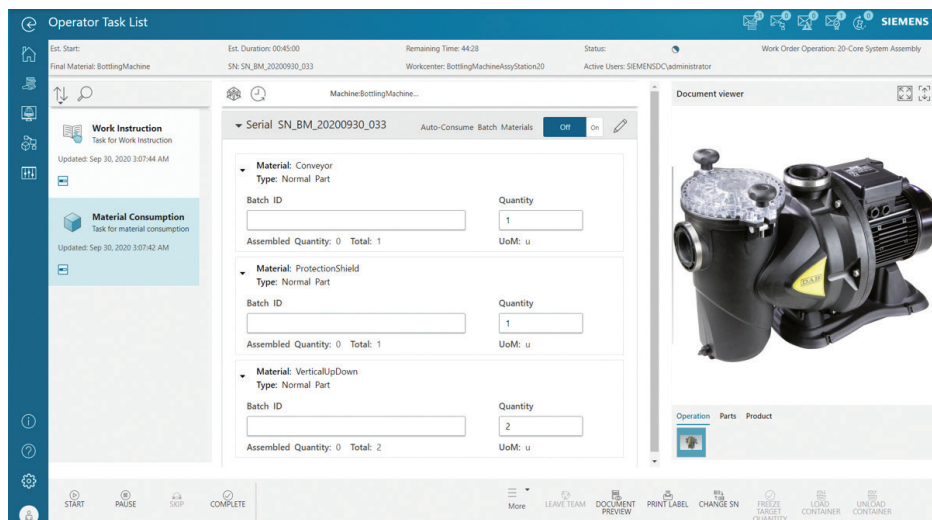 Operator Task List
31 0 0 1 0 SIEMENS
Est. Start:
Est. Duration: 00:45:00
Remaining Time: 44:28
Status:
Work Order Operation: 20-Core System Assembly
Final Material: BottlingMachine
SN: SN_BM_20200930_033
Workcenter: BottlingMachineAssyStation20
Active Users: SIEMENSDC\administrator
Work Instruction
Task for Work Instruction
Updated: Sep 30, 2020 3:07:44 AM
Material Consumption
Task for material consumption
Updated: Sep 30, 2020 3:07:42 AM
Machine:BottlingMachine...
Serial SN_BM_20200930_033
Auto-Consume Batch Materials Off On
Material: Conveyor
Type: Normal Part
Batch ID Quantity
1
Assembled Quantity: 0 Total: 1 UoM: u
Material: ProtectionShield
Type: Normal Part
Batch ID Quantity
1
Assembled Quantity: 0 Total: 1 UoM: u
Material: VerticalUpDown
Type: Normal Part
Batch ID Quantity
2
Assembled Quantity: 0 Total: 2 UoM: u
Document viewer
DAB
Operation Parts Product
START
PAUSE
SKIP
COMPLETE
More
LEAVE TEAM
DOCUMENT
PREVIEW
PRINT LABEL
CHANGE SN
FREEZE
TARGET
QUANTITY
LOAD
CONTAINER
UNLOAD
CONTAINER